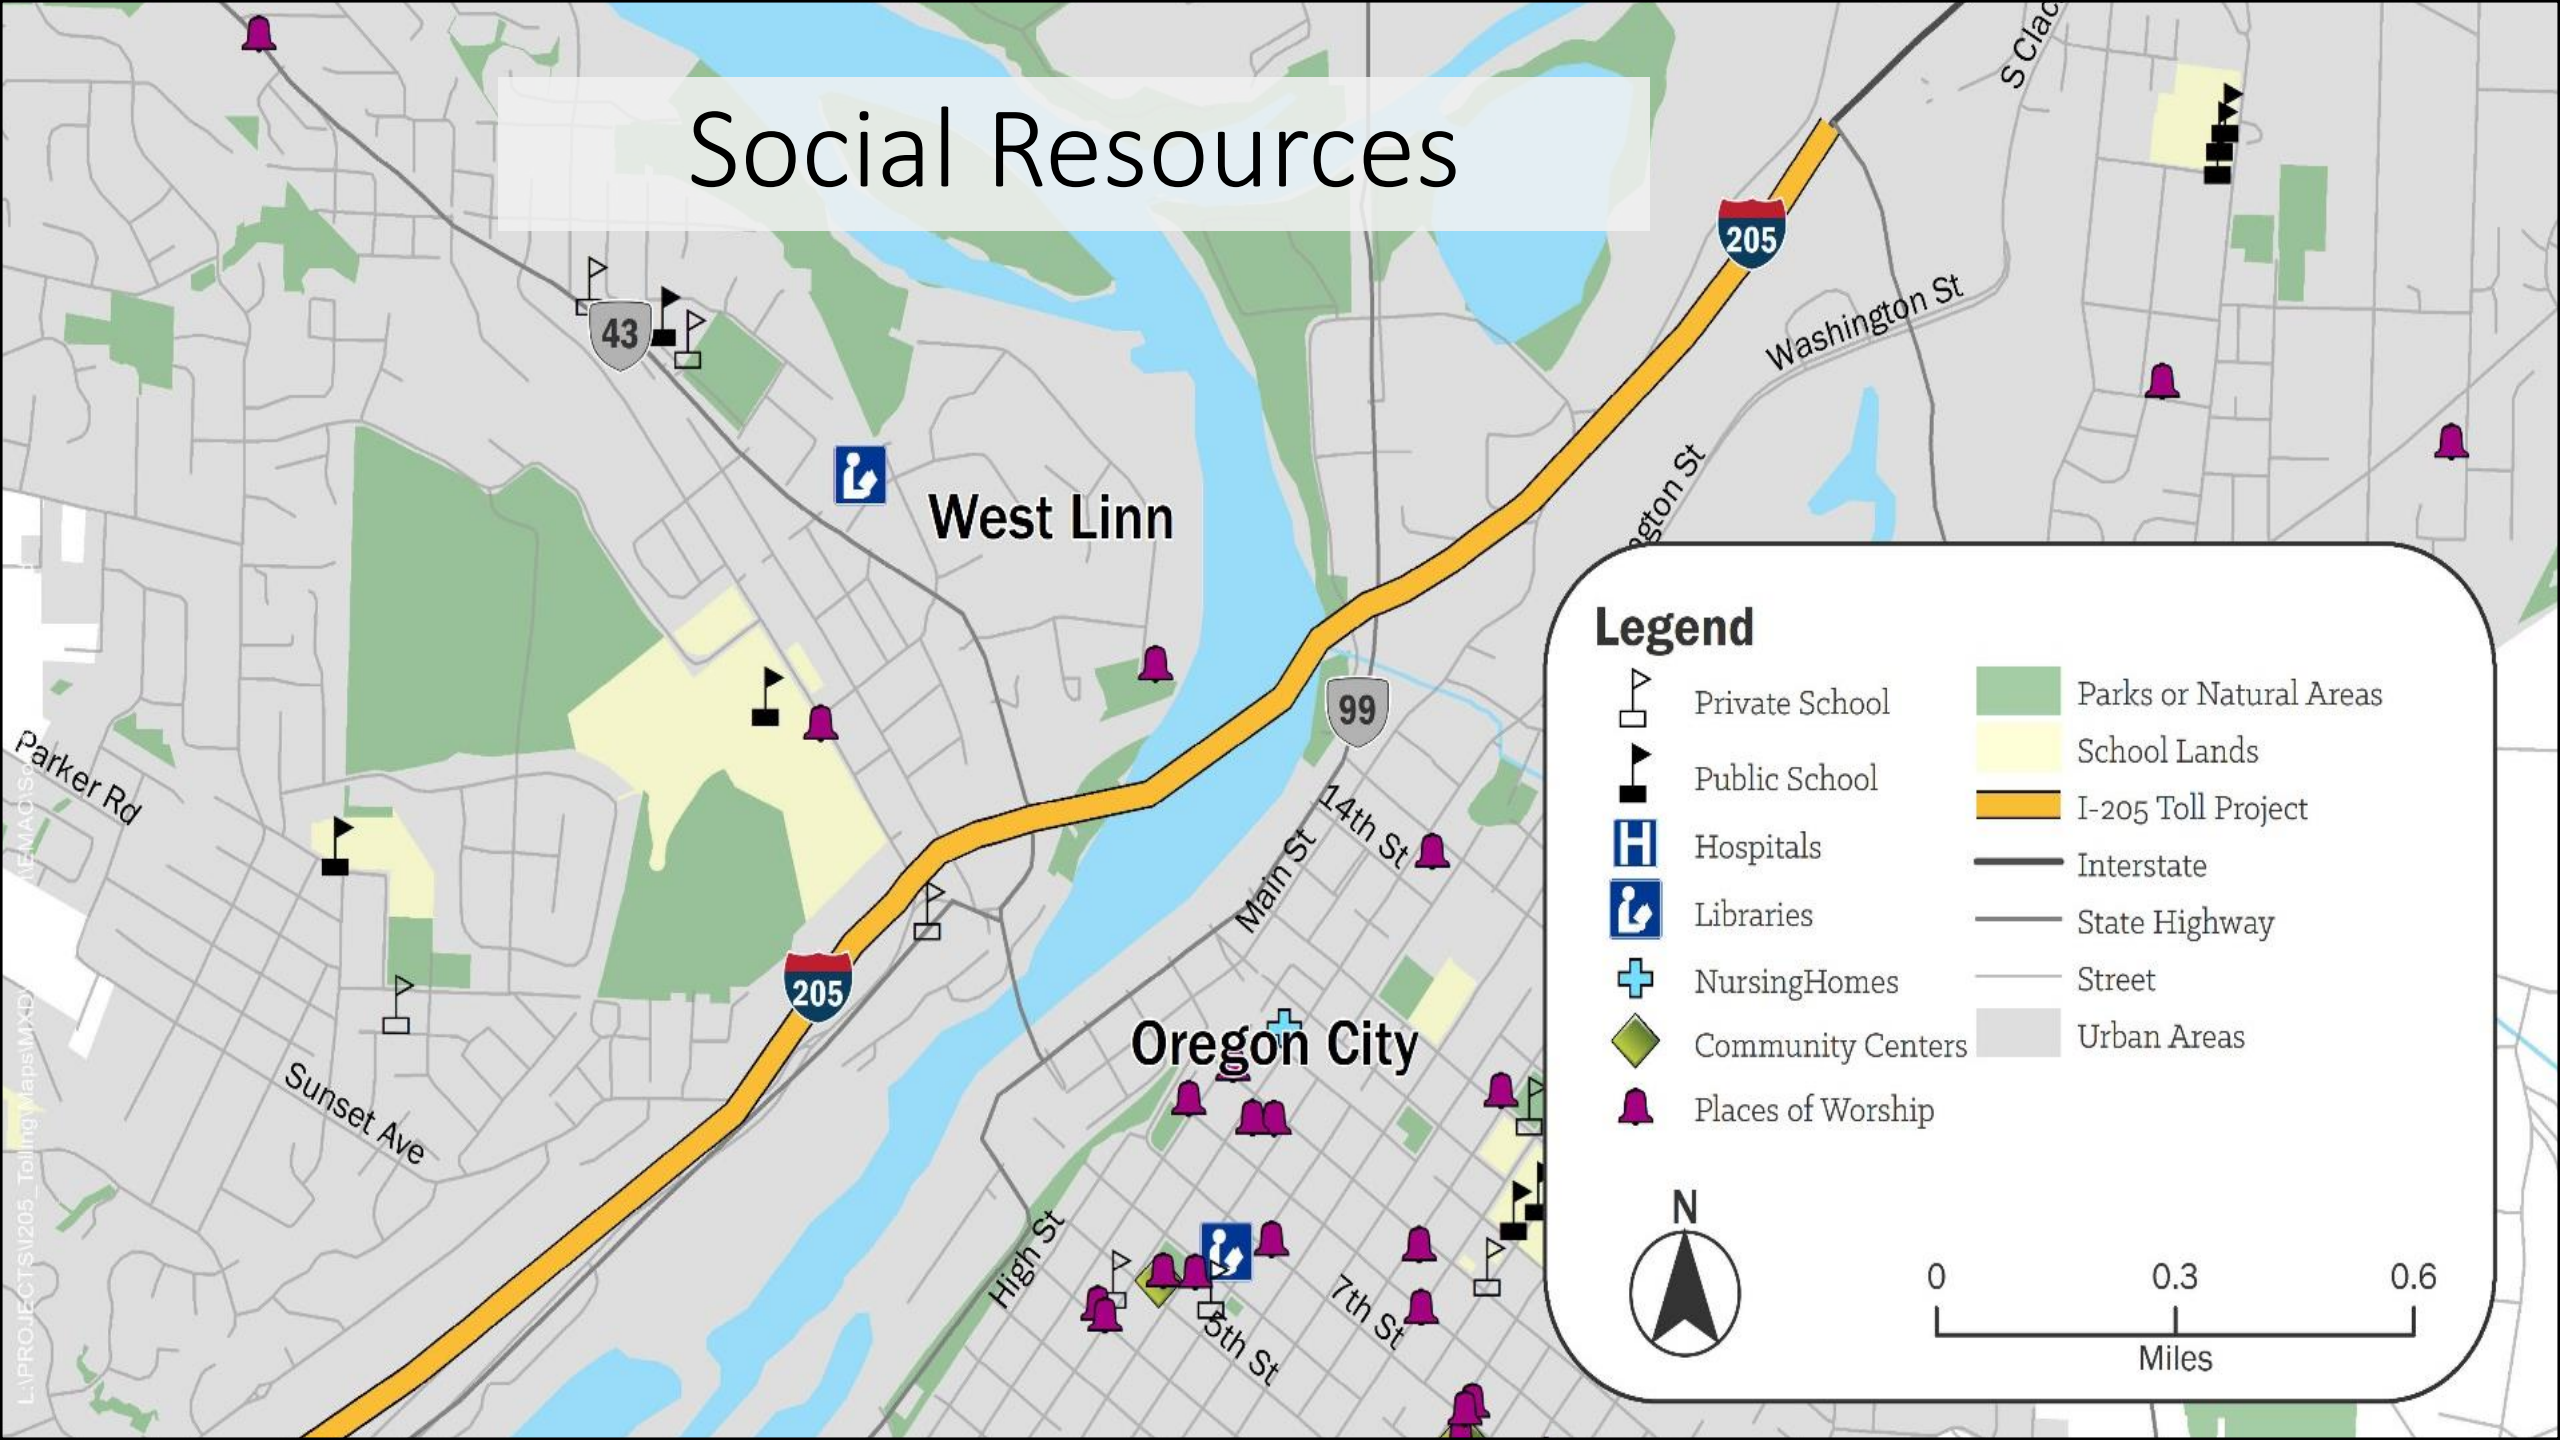 Social Resources
S Clac
205
Washington St
43
ngton St
West Linn
99
Parker Rd
14th St
Main St
205
Oregon City
Sunset Ave
High St
7th St
5th St
Legend
Private School
Public School
H
Hospitals
Libraries
NursingHomes
Community Centers
Places of Worship
Parks or Natural Areas
School Lands
I-205 Toll Project
Interstate
State Highway
Street
Urban Areas
N
0 0.3 0.6
Miles